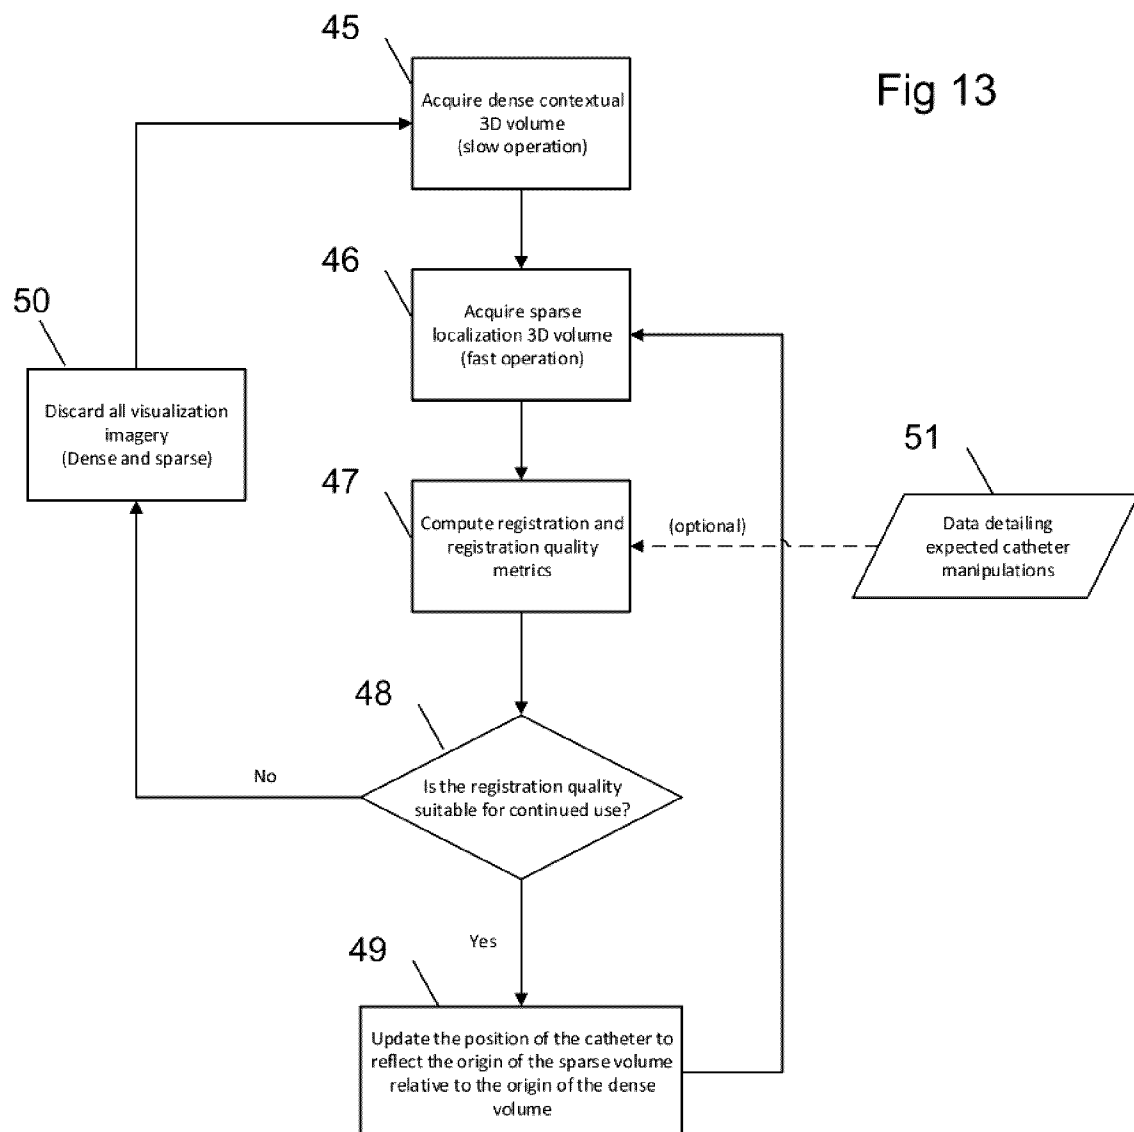 45
Fig 13
Acquire dense contextual
3D volume
(slow operation)
46
Acquire sparse
localization 3D volume
(fast operation)
50
Discard all visualization
imagery
(Dense and sparse)
51
47
Compute registration and
registration quality
metrics
(optional)
Data detailing
expected catheter
manipulations
48
Is the registration quality
suitable for continued use?
No
Yes
49
Update the position of the catheter to
reflect the origin of the sparse volume
relative to the origin of the dense
volume